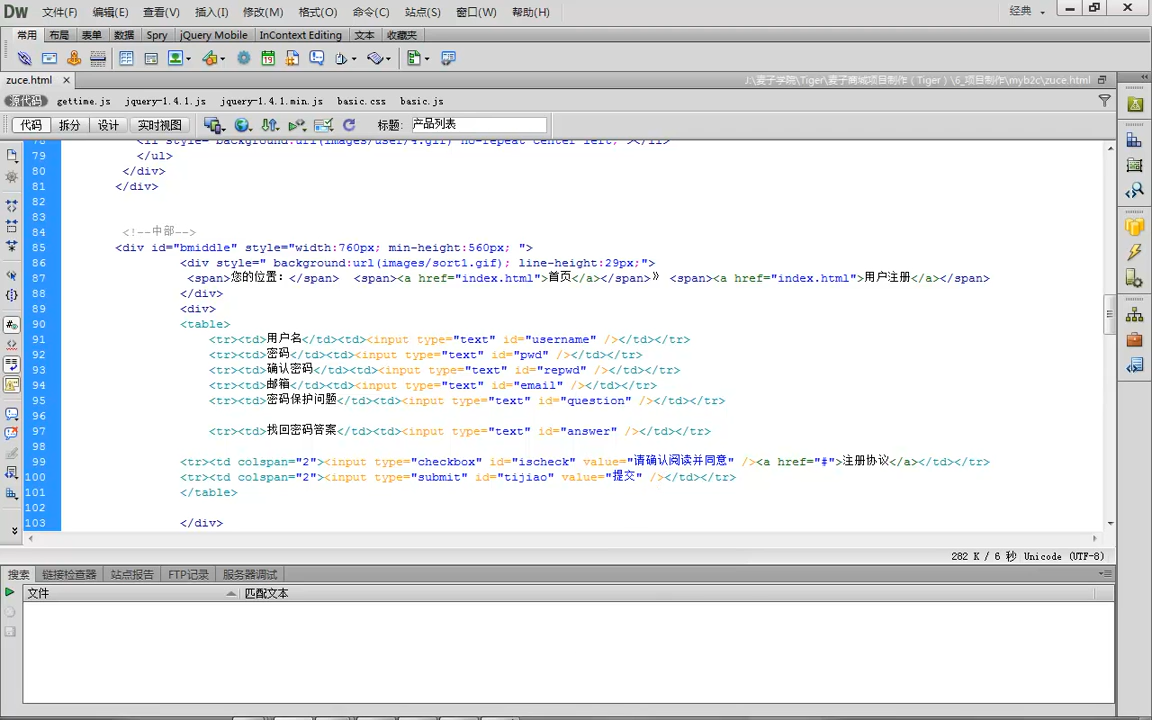 Dw 文件(F) 编辑(E) 查看(V) 插入(I) 修改(M) 格式(O) 命令(C) 站点(S) 窗口(W) 帮助(H) 经典
常用 布局 表单 数据 Spry jQuery Mobile InContext Editing 文本 收藏夹
zuce.html × J:\麦子学院\Tiger\麦子商城项目制作（Tiger）\6_项目制作\myb2c\zuce.html
源代码 gettime.js jquery-1.4.1.js jquery-1.4.1.min.js basic.css basic.js
代码 拆分 设计 实时视图 标题: 产品列表
78 <li style="background:url(images/user/4.gif) no-repeat center left; "></li>
79 </ul>
80 </div>
81 </div>
82
83
84 <!--中部-->
85 <div id="bmiddle" style="width:760px; min-height:560px; ">
86 <div style=" background:url(images/sort1.gif); line-height:29px;">
87 <span>您的位置: </span> <span><a href="index.html">首页</a></span>》 <span><a href="index.html">用户注册</a></span>
88 </div>
89 <div>
90 <table>
91 <tr><td>用户名</td><td><input type="text" id="username" /></td></tr>
92 <tr><td>密码</td><td><input type="text" id="pwd" /></td></tr>
93 <tr><td>确认密码</td><td><input type="text" id="repwd" /></td></tr>
94 <tr><td>邮箱</td><td><input type="text" id="email" /></td></tr>
95 <tr><td>密码保护问题</td><td><input type="text" id="question" /></td></tr>
96
97 <tr><td>找回密码答案</td><td><input type="text" id="answer" /></td></tr>
98
99 <tr><td colspan="2"><input type="checkbox" id="ischeck" value="请确认阅读并同意" /><a href="#">注册协议</a></td></tr>
100 <tr><td colspan="2"><input type="submit" id="tijiao" value="提交" /></td></tr>
101 </table>
102
103 </div>
282 K / 6 秒 Unicode (UTF-8)
搜索 链接检查器 站点报告 FTP记录 服务器调试
文件 匹配文本